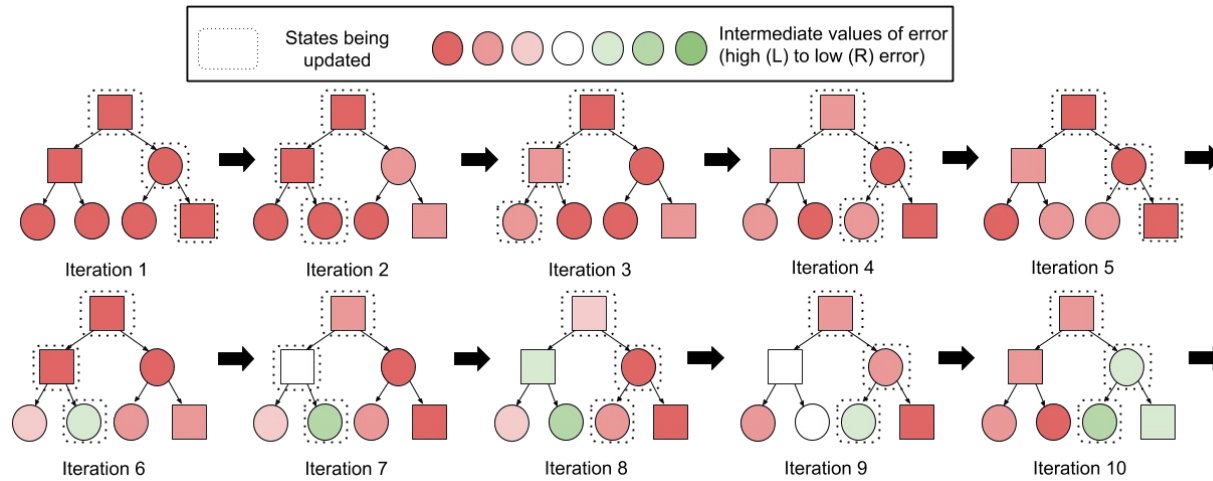 States being
updated
Intermediate values of error
(high (L) to low (R) error)
Iteration 1
Iteration 2
Iteration 3
Iteration 4
Iteration 5
Iteration 6
Iteration 7
Iteration 8
Iteration 9
Iteration 10